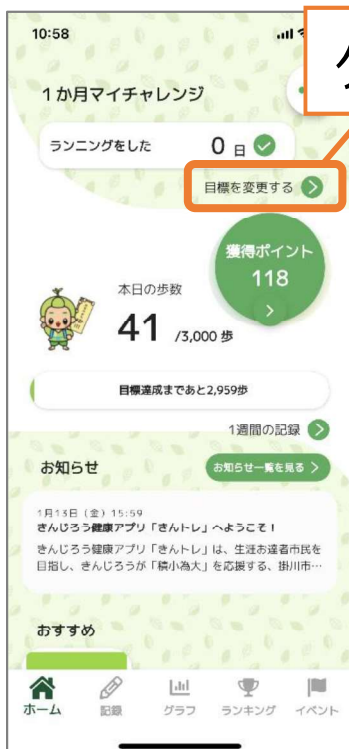 10:58
1か月マイチャレンジ
ランニングをした 0日
目標を変更する
獲得ポイント
118
本日の歩数
41 /3,000 歩
目標達成まであと2,959歩
1週間の記録
お知らせ
お知らせ一覧を見る
1月13日（金）15:59
きんじろう健康アプリ「きんトレ」へようこそ！
きんじろう健康アプリ「きんトレ」は、生涯お達者市民を
目指し、きんじろうが「積小為大」を応援する、掛川市…
おすすめ
ホーム 記録 グラフ ランキング イベント